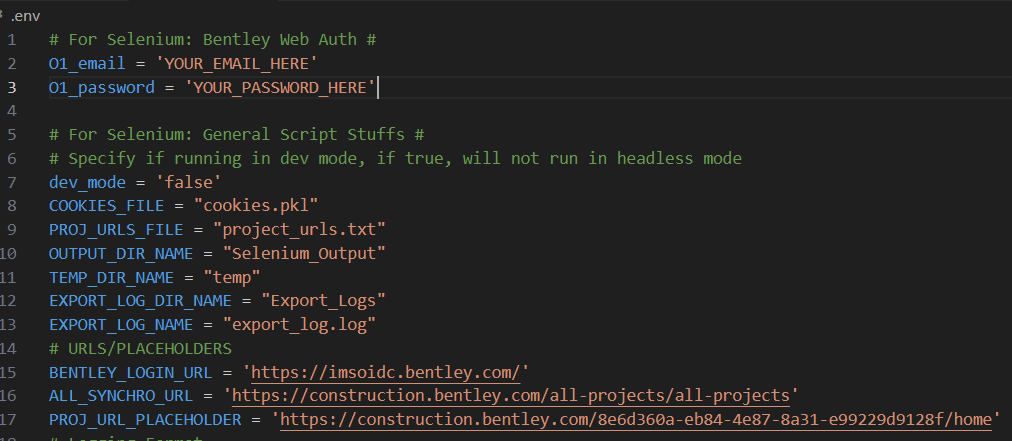 .env
1 # For Selenium: Bentley Web Auth #
2 O1_email = 'YOUR_EMAIL_HERE'
3 O1_password = 'YOUR_PASSWORD_HERE'
4
5 # For Selenium: General Script Stuffs #
6 # Specify if running in dev mode, if true, will not run in headless mode
7 dev_mode = 'false'
8 COOKIES_FILE = "cookies.pkl"
9 PROJ_URLS_FILE = "project_urls.txt"
10 OUTPUT_DIR_NAME = "Selenium_Output"
11 TEMP_DIR_NAME = "temp"
12 EXPORT_LOG_DIR_NAME = "Export_Logs"
13 EXPORT_LOG_NAME = "export_log.log"
14 # URLS/PLACEHOLDERS
15 BENTLEY_LOGIN_URL = 'https://imsoidc.bentley.com/'
16 ALL_SYNCHRO_URL = 'https://construction.bentley.com/all-projects/all-projects'
17 PROJ_URL_PLACEHOLDER = 'https://construction.bentley.com/8e6d360a-eb84-4e87-8a31-e99229d9128f/home'